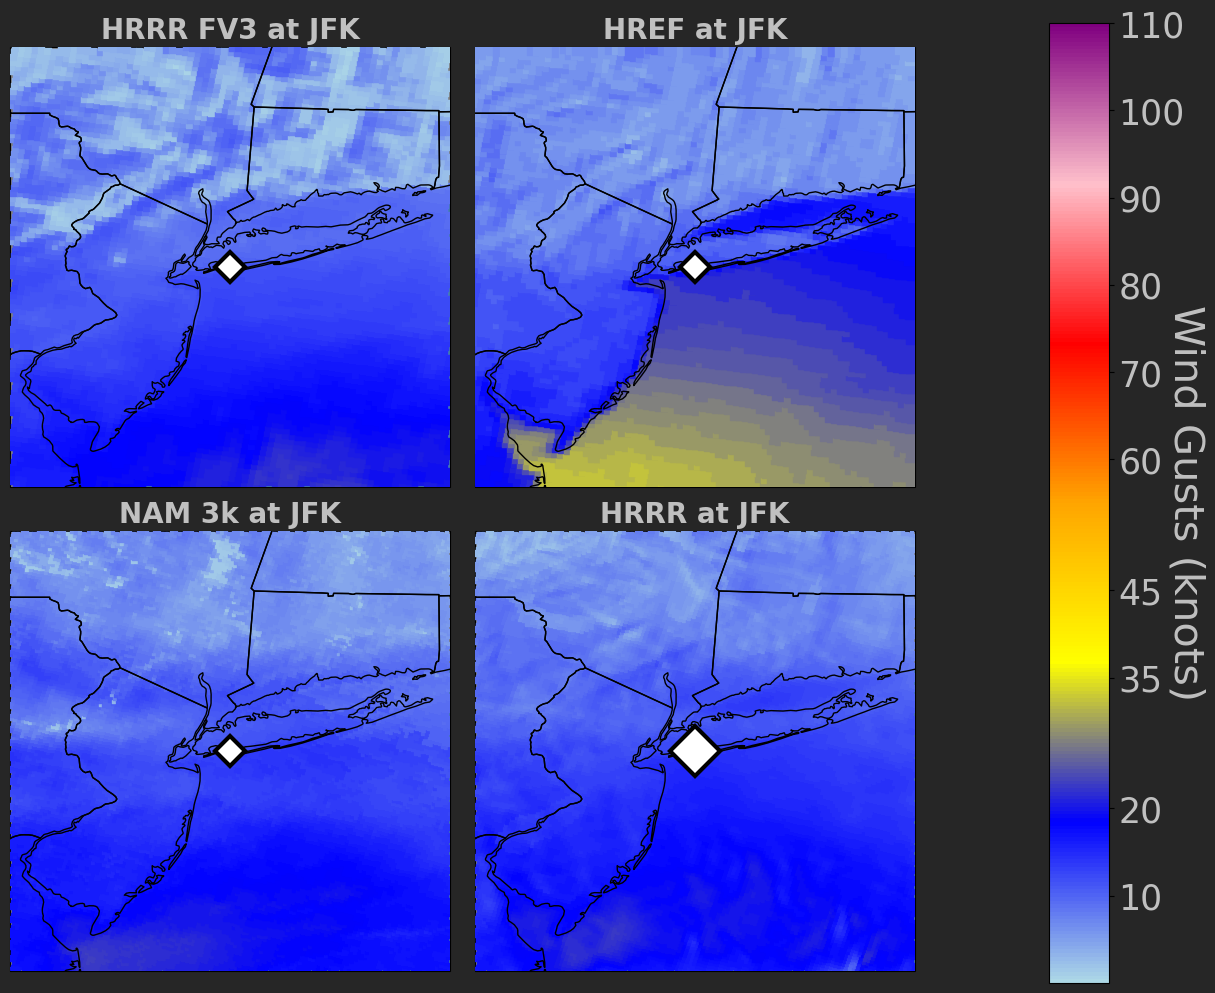 HRRR FV3 at JFK
HREF at JFK
NAM 3k at JFK
HRRR at JFK
110
100
90
80
70
60
45
35
20
10
Wind Gusts (knots)